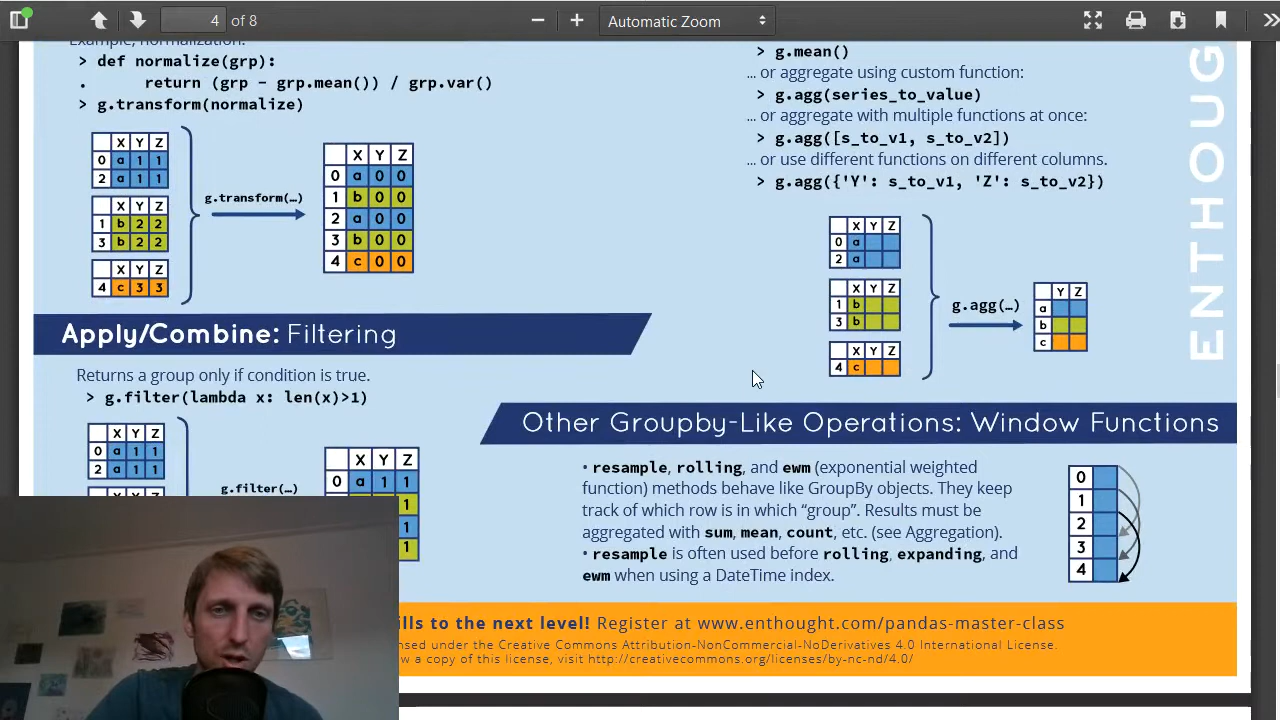 4 of 8
Automatic Zoom
Example, normalization:
> def normalize(grp):
. return (grp − grp.mean()) / grp.var()
> g.transform(normalize)
X Y Z
0 a 1 1
2 a 1 1
X Y Z
1 b 2 2
3 b 2 2
X Y Z
4 c 3 3
g.transform(…)
X Y Z
0 a 0 0
1 b 0 0
2 a 0 0
3 b 0 0
4 c 0 0
> g.mean()
… or aggregate using custom function:
> g.agg(series_to_value)
… or aggregate with multiple functions at once:
> g.agg([s_to_v1, s_to_v2])
… or use different functions on different columns.
> g.agg({'Y': s_to_v1, 'Z': s_to_v2})
X Y Z
0 a
2 a
X Y Z
1 b
3 b
X Y Z
4 c
g.agg(…)
Y Z
a
b
c
ENTHOUG
Apply/Combine: Filtering
Returns a group only if condition is true.
> g.filter(lambda x: len(x)>1)
X Y Z
0 a 1 1
2 a 1 1
X Y Z
g.filter(…)
X Y Z
0 a 1 1
1
1
1
Other Groupby-Like Operations: Window Functions
• resample, rolling, and ewm (exponential weighted
function) methods behave like GroupBy objects. They keep
track of which row is in which “group”. Results must be
aggregated with sum, mean, count, etc. (see Aggregation).
• resample is often used before rolling, expanding, and
ewm when using a DateTime index.
0
1
2
3
4
ills to the next level! Register at www.enthought.com/pandas-master-class
nsed under the Creative Commons Attribution-NonCommercial-NoDerivatives 4.0 International License.
w a copy of this license, visit http://creativecommons.org/licenses/by-nc-nd/4.0/